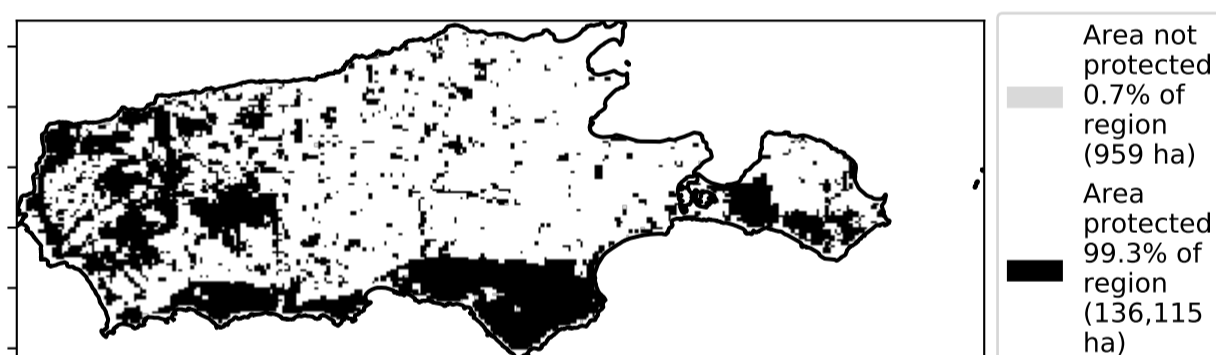 Area not
protected
0.7% of
region
(959 ha)
Area
protected
99.3% of
region
(136,115
ha)